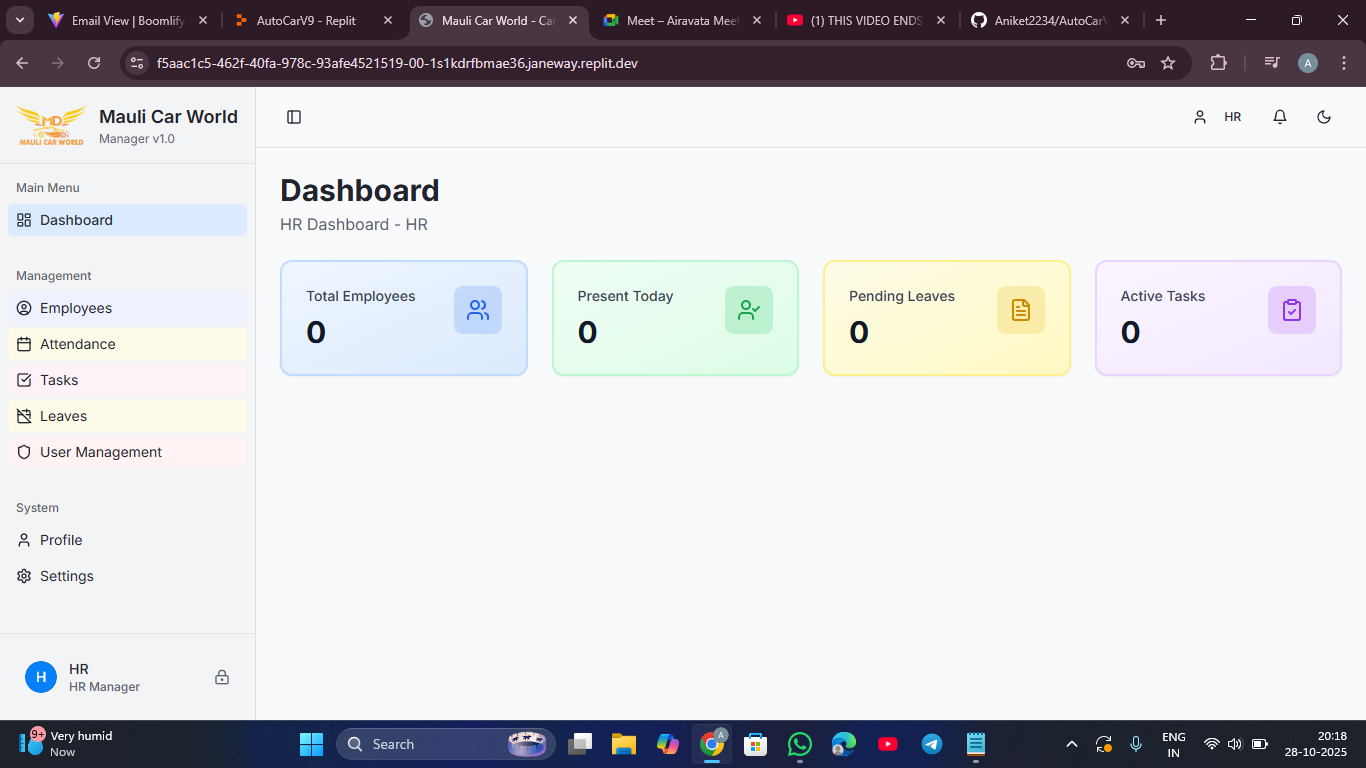 Email View | Boomlify
AutoCarV9 - Replit
Mauli Car World - Car
Meet – Airavata Meet
(1) THIS VIDEO ENDS
Aniket2234/AutoCarV
f5aac1c5-462f-40fa-978c-93afe4521519-00-1s1kdrfbmae36.janeway.replit.dev
A
MD
MAULI CAR WORLD
Mauli Car World
Manager v1.0
HR
Main Menu
Dashboard
Management
Employees
Attendance
Tasks
Leaves
User Management
System
Profile
Settings
H
HR
HR Manager
Dashboard
HR Dashboard - HR
Total Employees
0
Present Today
0
Pending Leaves
0
Active Tasks
0
9+
Very humid
Now
Search
A
ENG
IN
20:18
28-10-2025